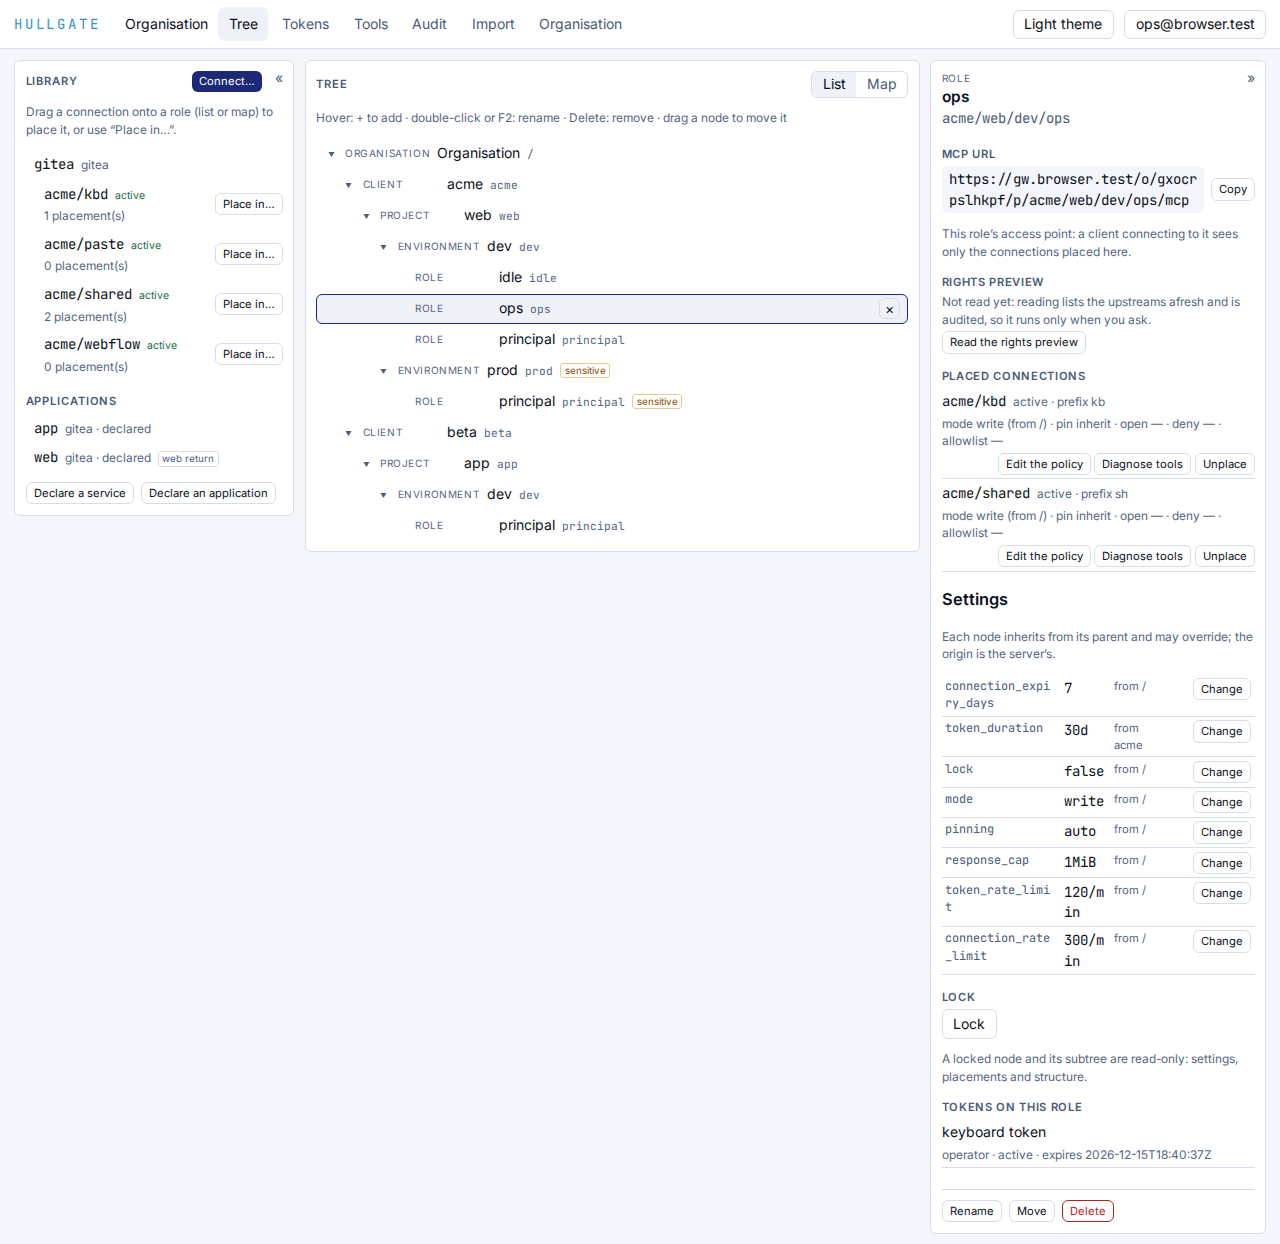 HULLGATE Organisation Tree Tokens Tools Audit Import Organisation Light theme ops@browser.test
LIBRARY Connect... «
Drag a connection onto a role (list or map) to
place it, or use “Place in...”.
gitea gitea
acme/kbd active
1 placement(s)
Place in...
acme/paste active
0 placement(s)
Place in...
acme/shared active
2 placement(s)
Place in...
acme/webflow active
0 placement(s)
Place in...
APPLICATIONS
app gitea · declared
web gitea · declared web return
Declare a service Declare an application
TREE List Map
Hover: + to add · double-click or F2: rename · Delete: remove · drag a node to move it
▾ ORGANISATION Organisation /
▾ CLIENT acme acme
▾ PROJECT web web
▾ ENVIRONMENT dev dev
ROLE idle idle
ROLE ops ops ×
ROLE principal principal
▾ ENVIRONMENT prod prod sensitive
ROLE principal principal sensitive
▾ CLIENT beta beta
▾ PROJECT app app
▾ ENVIRONMENT dev dev
ROLE principal principal
ROLE »
ops
acme/web/dev/ops
MCP URL
https://gw.browser.test/o/gxocr
pslhkpf/p/acme/web/dev/ops/mcp
Copy
This role’s access point: a client connecting to it sees
only the connections placed here.
RIGHTS PREVIEW
Not read yet: reading lists the upstreams afresh and is
audited, so it runs only when you ask.
Read the rights preview
PLACED CONNECTIONS
acme/kbd active · prefix kb
mode write (from /) · pin inherit · open — · deny — ·
allowlist —
Edit the policy Diagnose tools Unplace
acme/shared active · prefix sh
mode write (from /) · pin inherit · open — · deny — ·
allowlist —
Edit the policy Diagnose tools Unplace
Settings
Each node inherits from its parent and may override; the
origin is the server’s.
connection_expi 7 from / Change
ry_days
token_duration 30d from Change
acme
lock false from / Change
mode write from / Change
pinning auto from / Change
response_cap 1MiB from / Change
token_rate_limi 120/m from / Change
t in
connection_rate 300/m from / Change
_limit in
LOCK
Lock
A locked node and its subtree are read-only: settings,
placements and structure.
TOKENS ON THIS ROLE
keyboard token
operator · active · expires 2026-12-15T18:40:37Z
Rename Move Delete